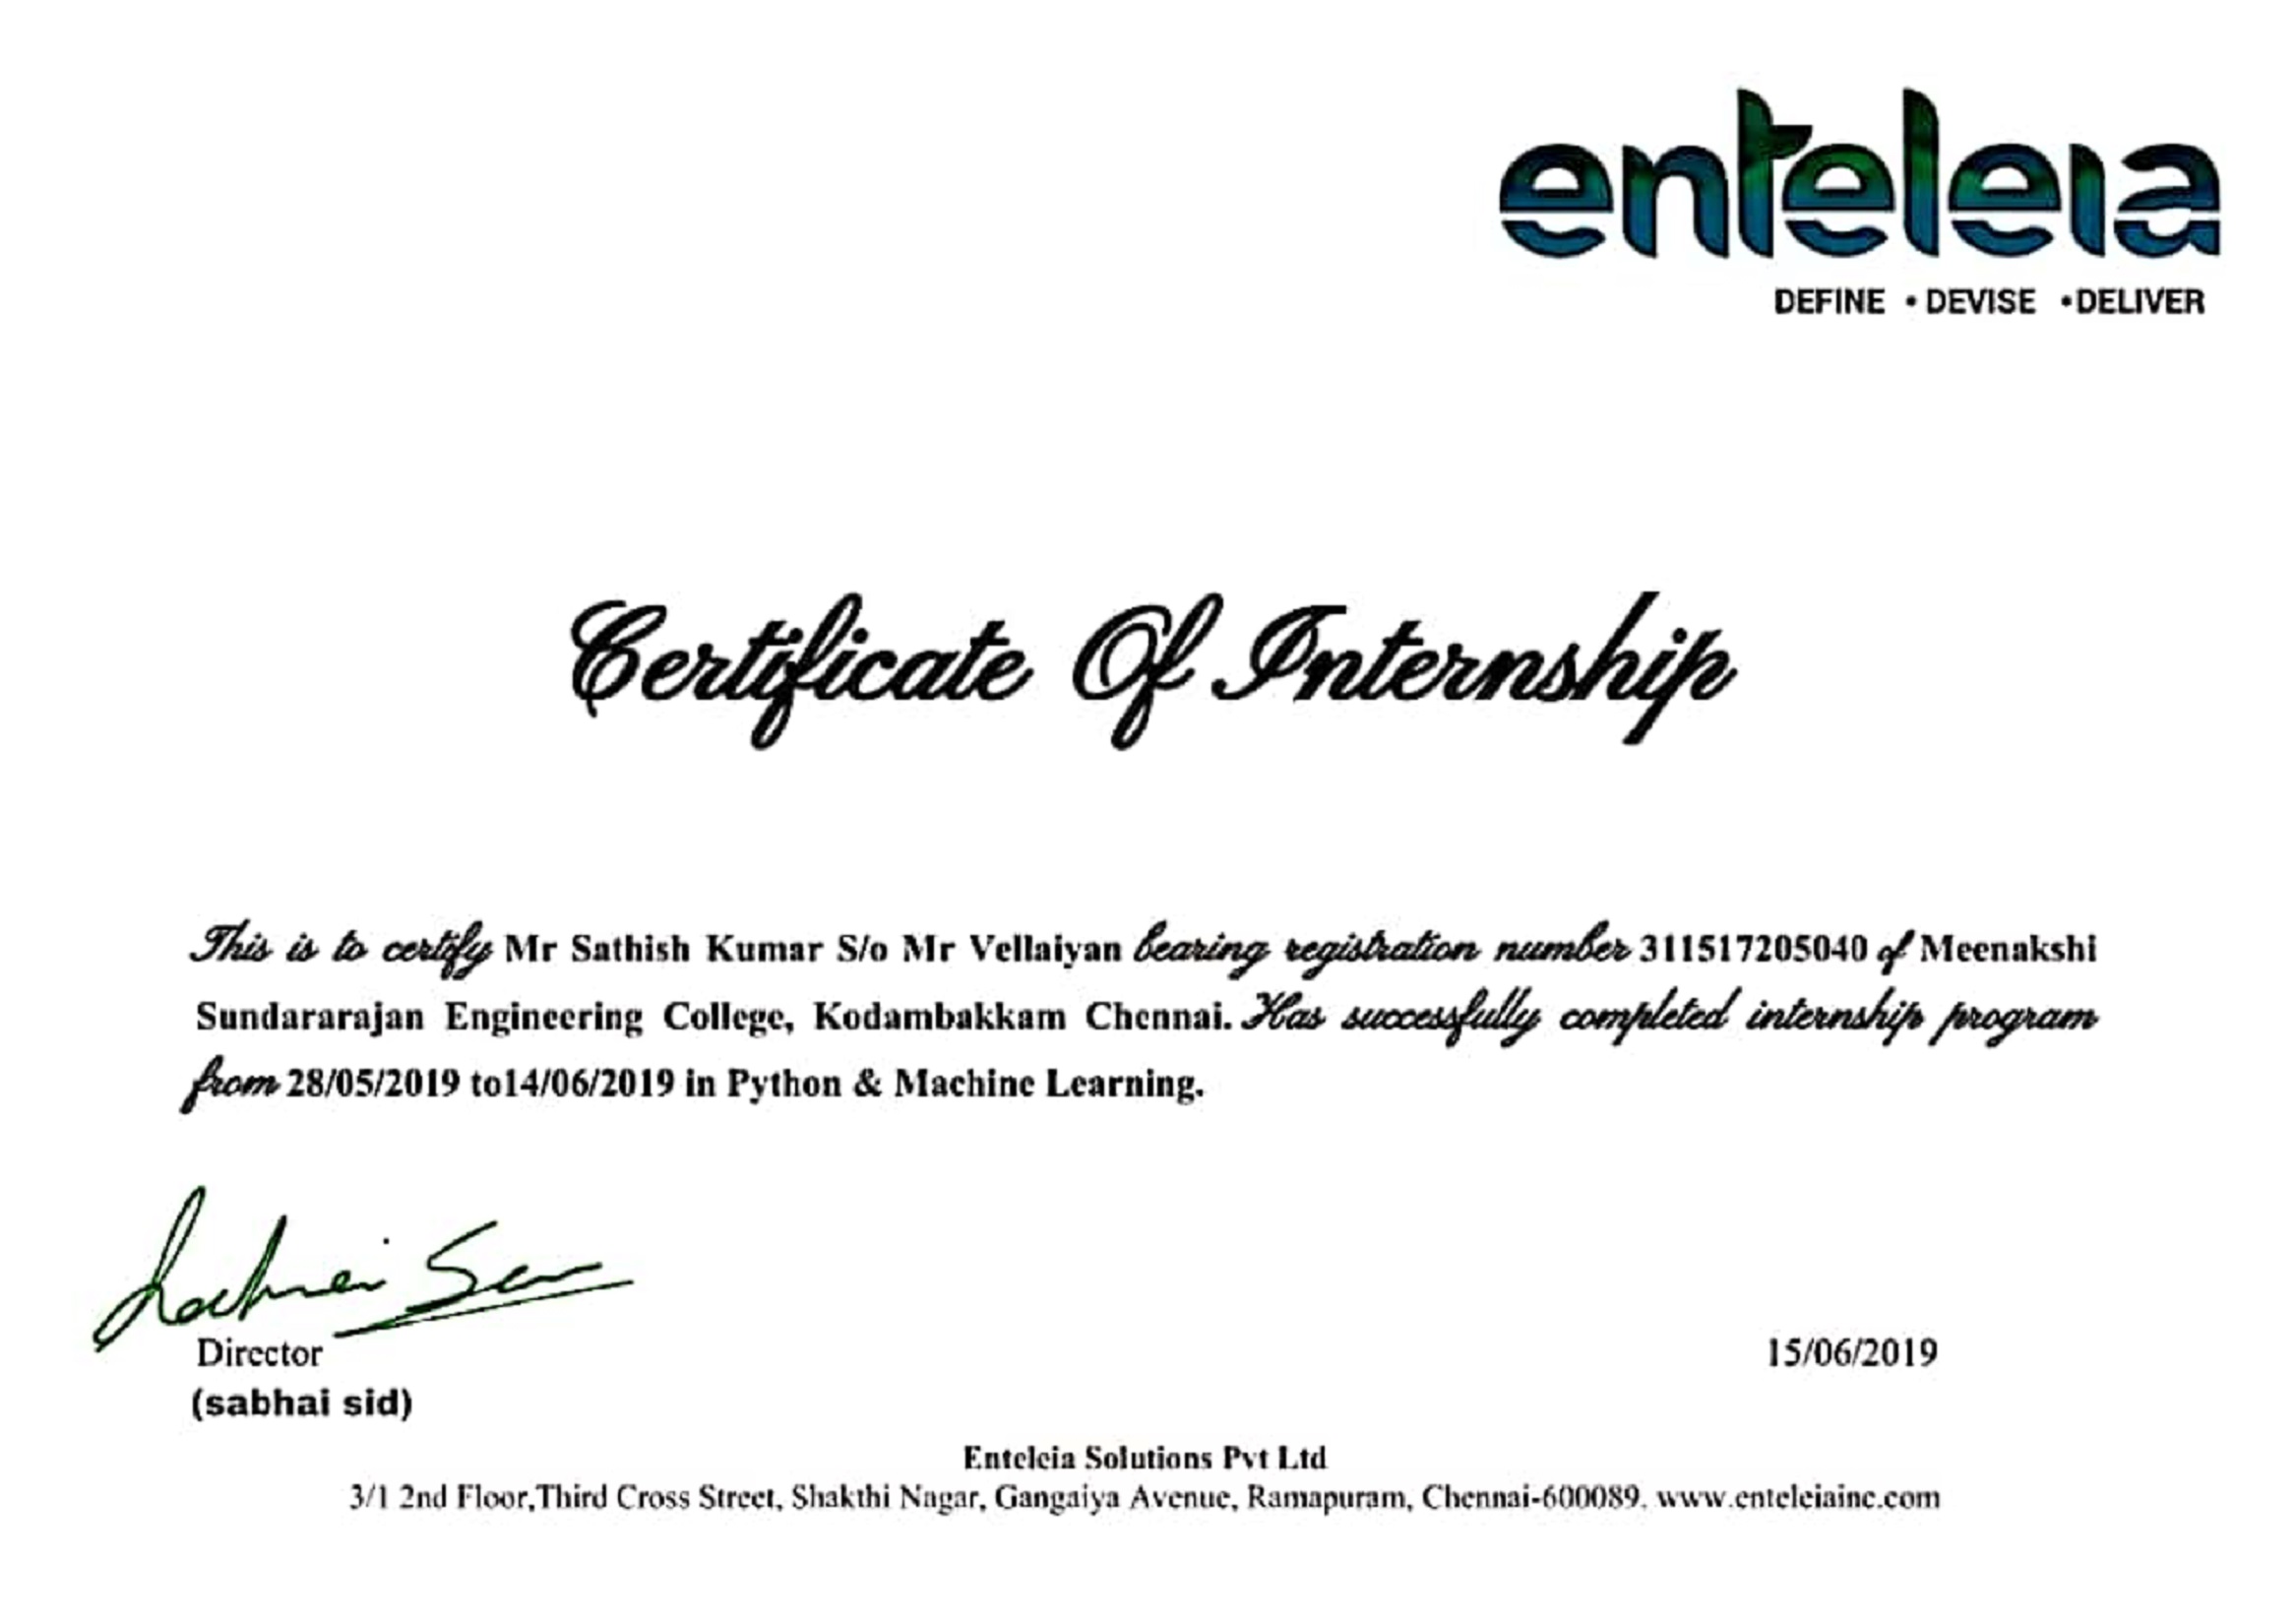 enteleia
DEFINE • DEVISE • DELIVER
Certificate Of Internship
This is to certify Mr Sathish Kumar S/o Mr Vellaiyan bearing registration number 311517205040 of Meenakshi
Sundararajan Engineering College, Kodambakkam Chennai. Has successfully completed internship program
from 28/05/2019 to14/06/2019 in Python & Machine Learning.
Director
15/06/2019
(sabhai sid)
Enteleia Solutions Pvt Ltd
3/1 2nd Floor,Third Cross Street, Shakthi Nagar, Gangaiya Avenue, Ramapuram, Chennai-600089. www.enteleiainc.com